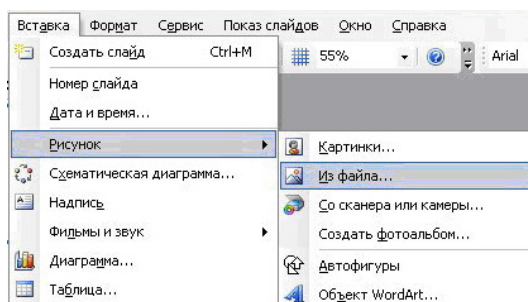 Вставка Формат Сервис Показ слайдов Окно Справка
Создать слайд Ctrl+M 55% Arial
Номер слайда
Дата и время...
Рисунок Картинки...
Схематическая диаграмма... Из файла...
Надпись Со сканера или камеры...
Фильмы и звук Создать фотоальбом...
Диаграмма... Автофигуры
Таблица... Объект WordArt...